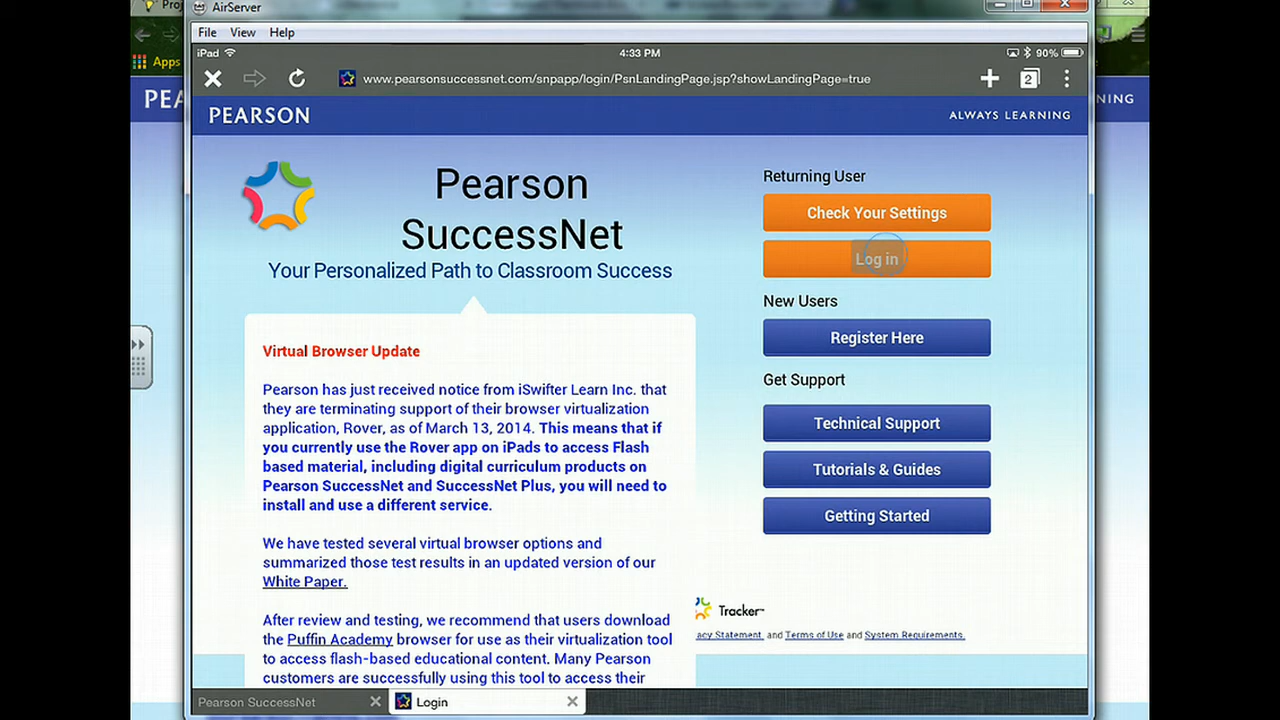 Proj
AirServer
File View Help
Apps
iPad 4:33 PM 90%
www.pearsonsuccessnet.com/snpapp/login/PsnLandingPage.jsp?showLandingPage=true 2
PEA
PEARSON ALWAYS LEARNING
NING
Pearson
SuccessNet
Your Personalized Path to Classroom Success
Virtual Browser Update
Pearson has just received notice from iSwifter Learn Inc. that
they are terminating support of their browser virtualization
application, Rover, as of March 13, 2014. This means that if
you currently use the Rover app on iPads to access Flash
based material, including digital curriculum products on
Pearson SuccessNet and SuccessNet Plus, you will need to
install and use a different service.
We have tested several virtual browser options and
summarized those test results in an updated version of our
White Paper.
After review and testing, we recommend that users download
the Puffin Academy browser for use as their virtualization tool
to access flash-based educational content. Many Pearson
customers are successfully using this tool to access their
Returning User
Check Your Settings
Log in
New Users
Register Here
Get Support
Technical Support
Tutorials & Guides
Getting Started
Tracker™
acy Statement. and Terms of Use and System Requirements.
Pearson SuccessNet
Login